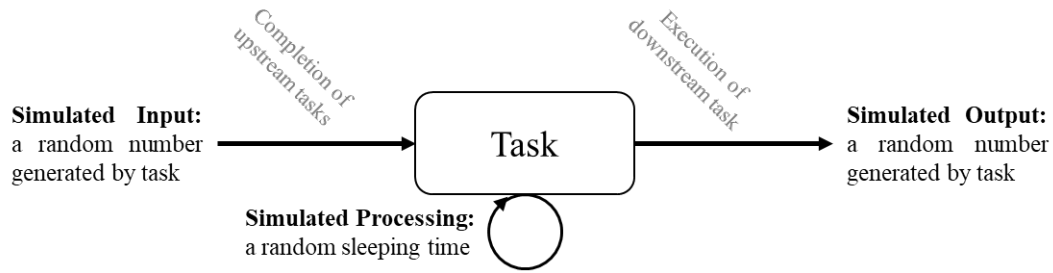 Completion of
upstream tasks
Execution of
downstream task
Simulated Input:
a random number
generated by task
Task
Simulated Output:
a random number
generated by task
Simulated Processing:
a random sleeping time